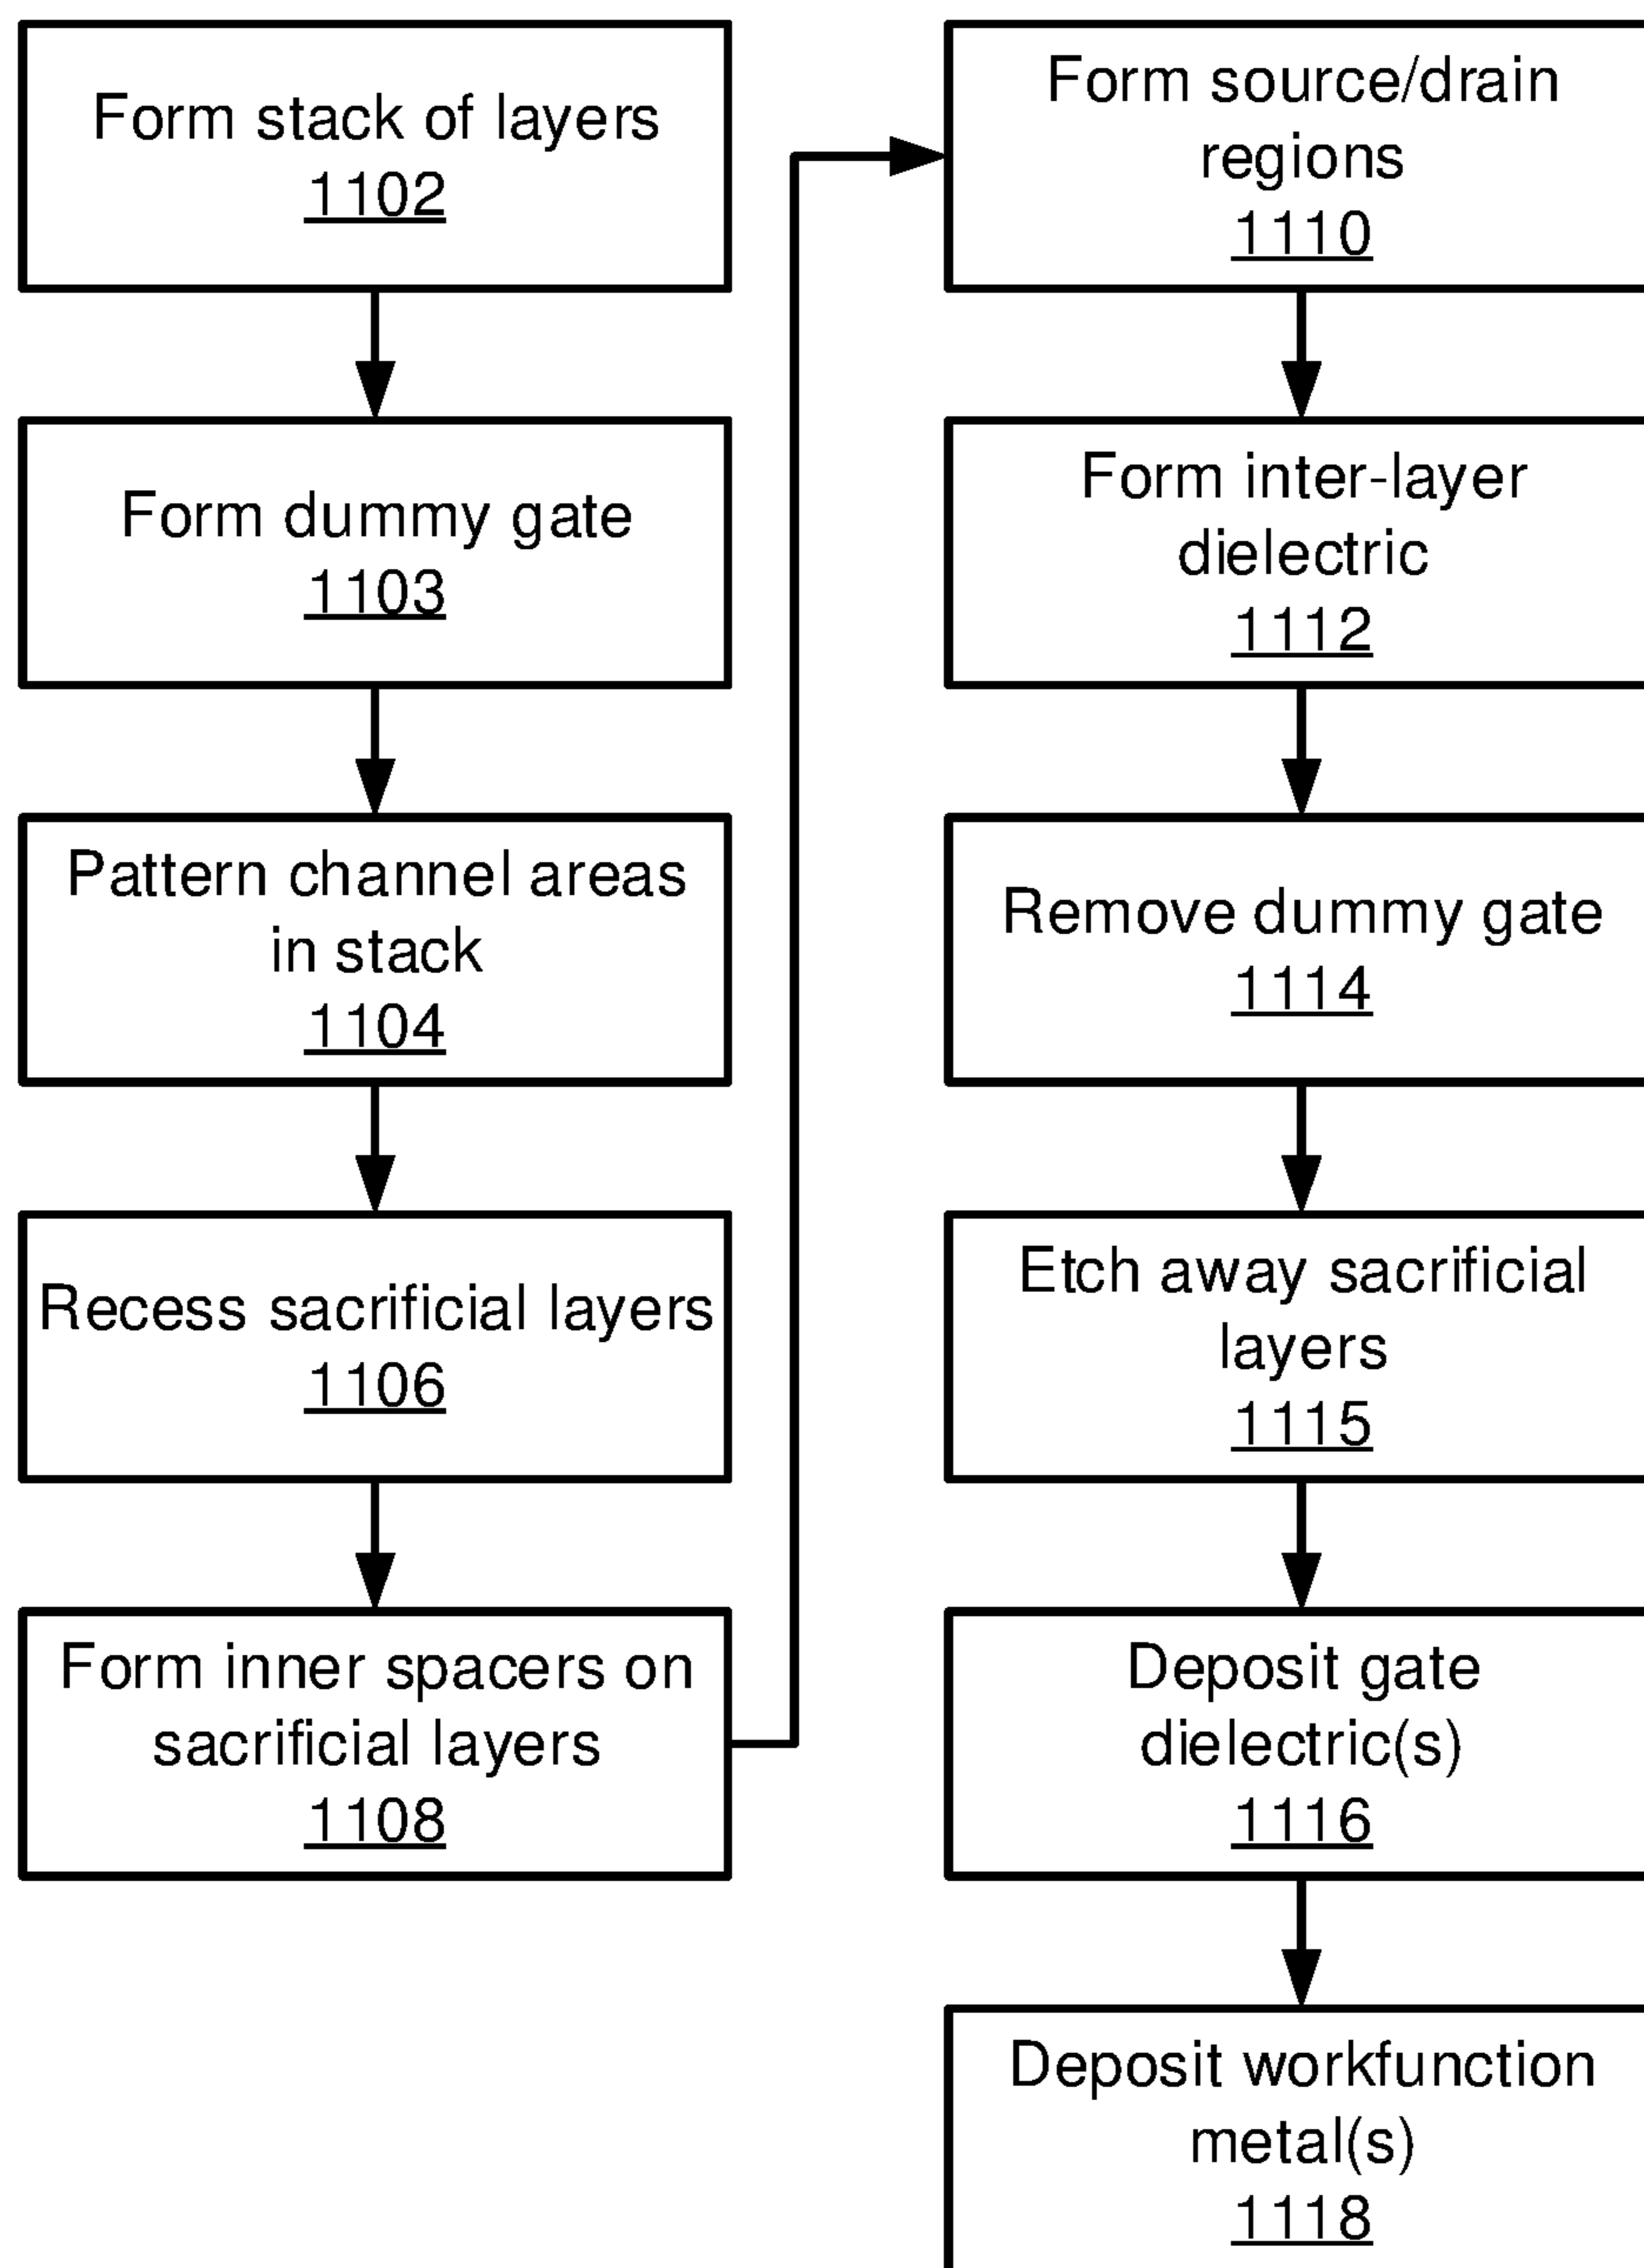 Form stack of layers
1102
Form dummy gate
1103
Pattern channel areas
in stack
1104
Recess sacrificial layers
1106
Form inner spacers on
sacrificial layers
1108
Form source/drain
regions
1110
Form inter-layer
dielectric
1112
Remove dummy gate
1114
Etch away sacrificial
layers
1115
Deposit gate
dielectric(s)
1116
Deposit workfunction
metal(s)
1118